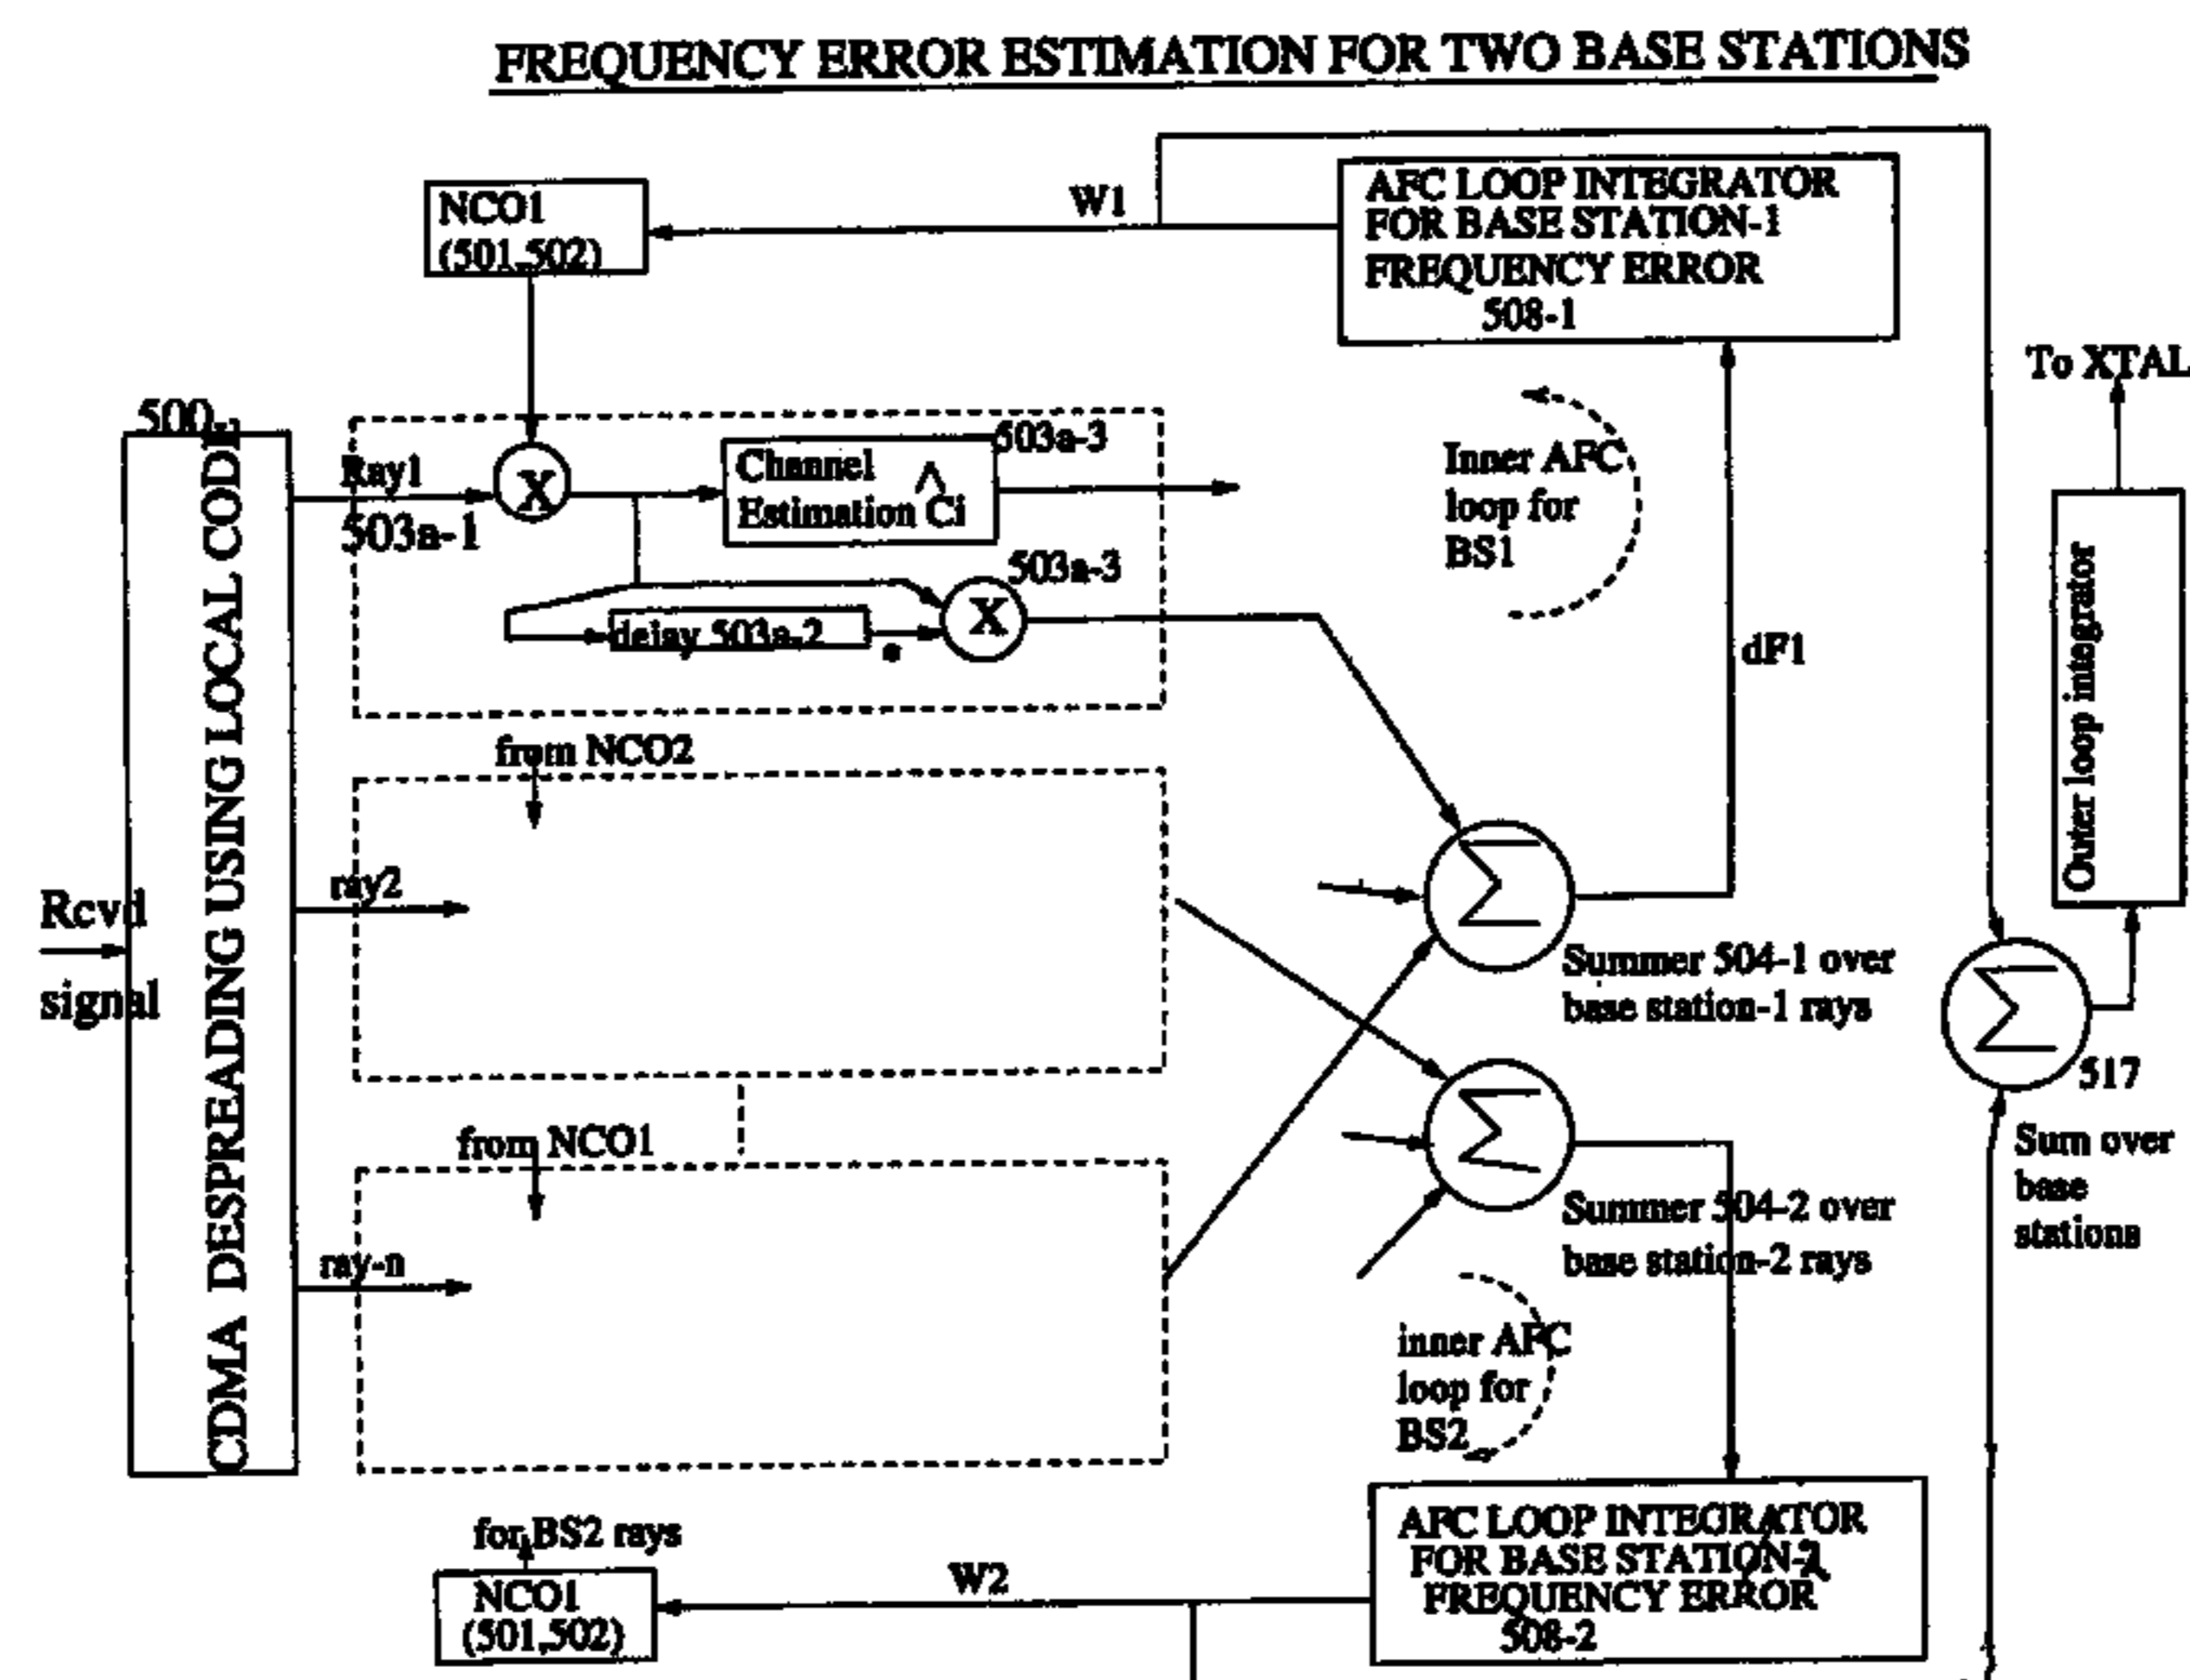 FREQUENCY ERROR ESTIMATION FOR TWO BASE STATIONS
NCO1
(501,502)
W1
AFC LOOP INTEGRATOR
FOR BASE STATION-1
FREQUENCY ERROR
508-1
To XTAL
500
CDMA DESPREADING USING LOCAL CODE
Ray1
503a-1
X
Channel
Estimation Ĉi
503a-3
503a-3
delay 503a-2
*
X
Inner AFC
loop for
BS1
dF1
Outer loop integrator
from NCO2
ray2
Rcvd
signal
Σ
Summer 504-1 over
base station-1 rays
Σ
517
Sum over
base
stations
from NCO1
ray-n
Σ
Summer 504-2 over
base station-2 rays
inner AFC
loop for
BS2
for BS2 rays
NCO1
(501,502)
W2
AFC LOOP INTEGRATOR
FOR BASE STATION-2
FREQUENCY ERROR
508-2